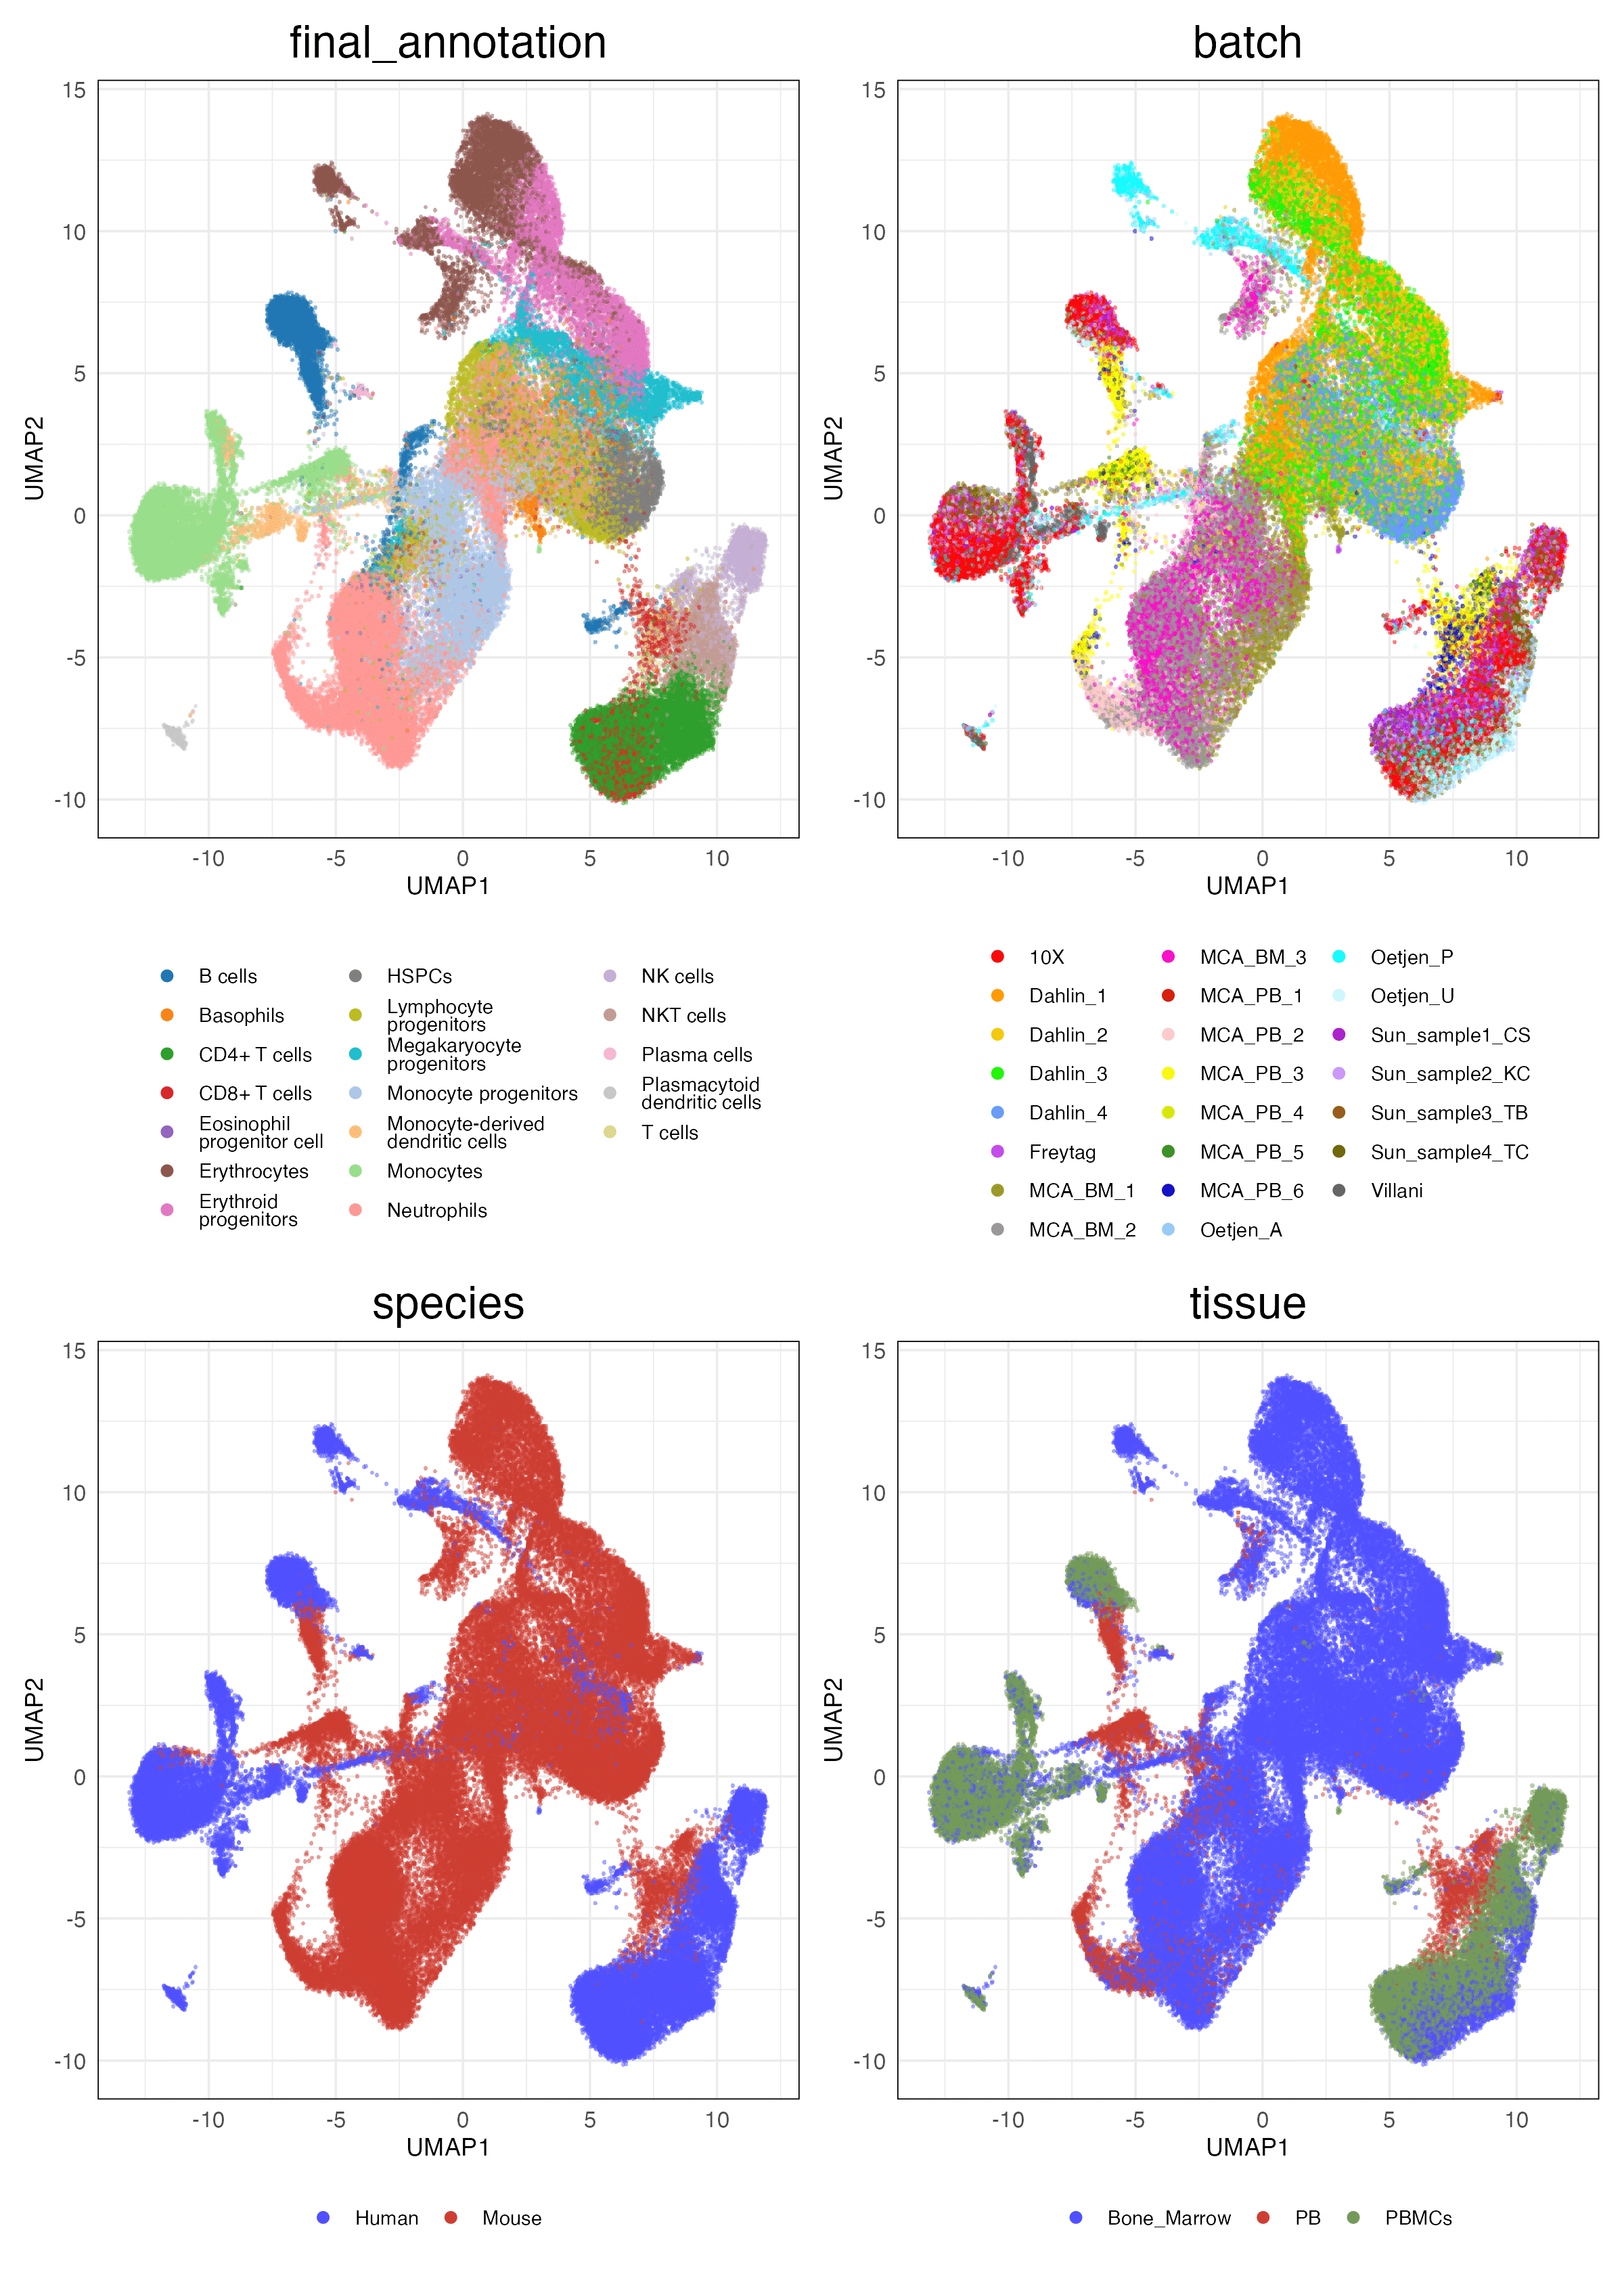 final_annotation
15
10
5
0
-5
-10
UMAP2
-10
-5
0
5
10
UMAP1
B cells
Basophils
CD4+ T cells
CD8+ T cells
Eosinophil
progenitor cell
Erythrocytes
Erythroid
progenitors
HSPCs
Lymphocyte
progenitors
Megakaryocyte
progenitors
Monocyte progenitors
Monocyte-derived
dendritic cells
Monocytes
Neutrophils
NK cells
NKT cells
Plasma cells
Plasmacytoid
dendritic cells
T cells
batch
15
10
5
0
-5
-10
UMAP2
-10
-5
0
5
10
UMAP1
10X
Dahlin_1
Dahlin_2
Dahlin_3
Dahlin_4
Freytag
MCA_BM_1
MCA_BM_2
MCA_BM_3
MCA_PB_1
MCA_PB_2
MCA_PB_3
MCA_PB_4
MCA_PB_5
MCA_PB_6
Oetjen_A
Oetjen_P
Oetjen_U
Sun_sample1_CS
Sun_sample2_KC
Sun_sample3_TB
Sun_sample4_TC
Villani
species
15
10
5
0
-5
-10
UMAP2
-10
-5
0
5
10
UMAP1
Human
Mouse
tissue
15
10
5
0
-5
-10
UMAP2
-10
-5
0
5
10
UMAP1
Bone_Marrow
PB
PBMCs